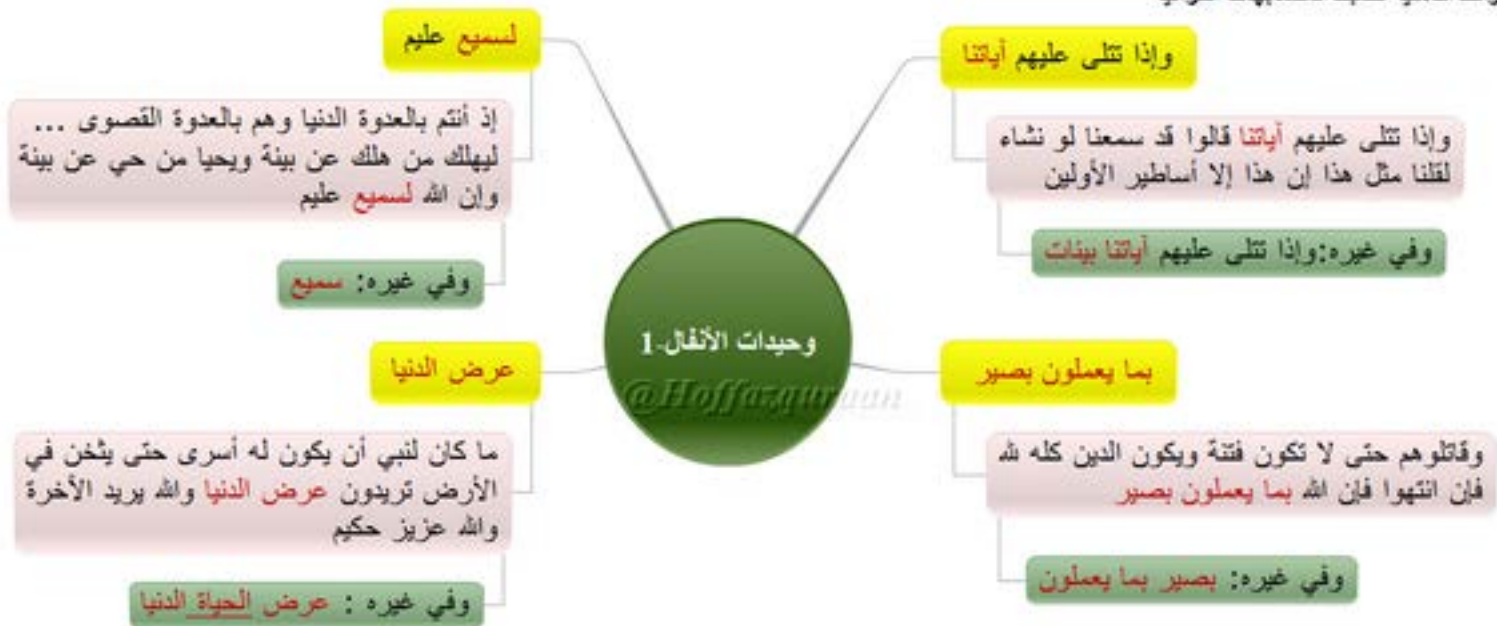 وإذا تتلى عليهم آياتنا
وإذا تتلى عليهم آياتنا قالوا قد سمعنا لو نشاء
لقلنا مثل هذا إن هذا إلا أساطير الأولين
وفي غيره:وإذا تتلى عليهم آياتنا بينات
بما يعملون بصير
وقاتلوهم حتى لا تكون فتنة ويكون الدين كله لله
فإن انتهوا فإن الله بما يعملون بصير
وفي غيره: بصير بما يعملون
وحيدات الأنفال-1
@Hoffazquraan
لسميع عليم
إذ أنتم بالعدوة الدنيا وهم بالعدوة القصوى ...
ليهلك من هلك عن بينة ويحيا من حي عن بينة
وإن الله لسميع عليم
وفي غيره: سميع
عرض الدنيا
ما كان لنبي أن يكون له أسرى حتى يثخن في
الأرض تريدون عرض الدنيا والله يريد الآخرة
والله عزيز حكيم
وفي غيره : عرض الحياة الدنيا